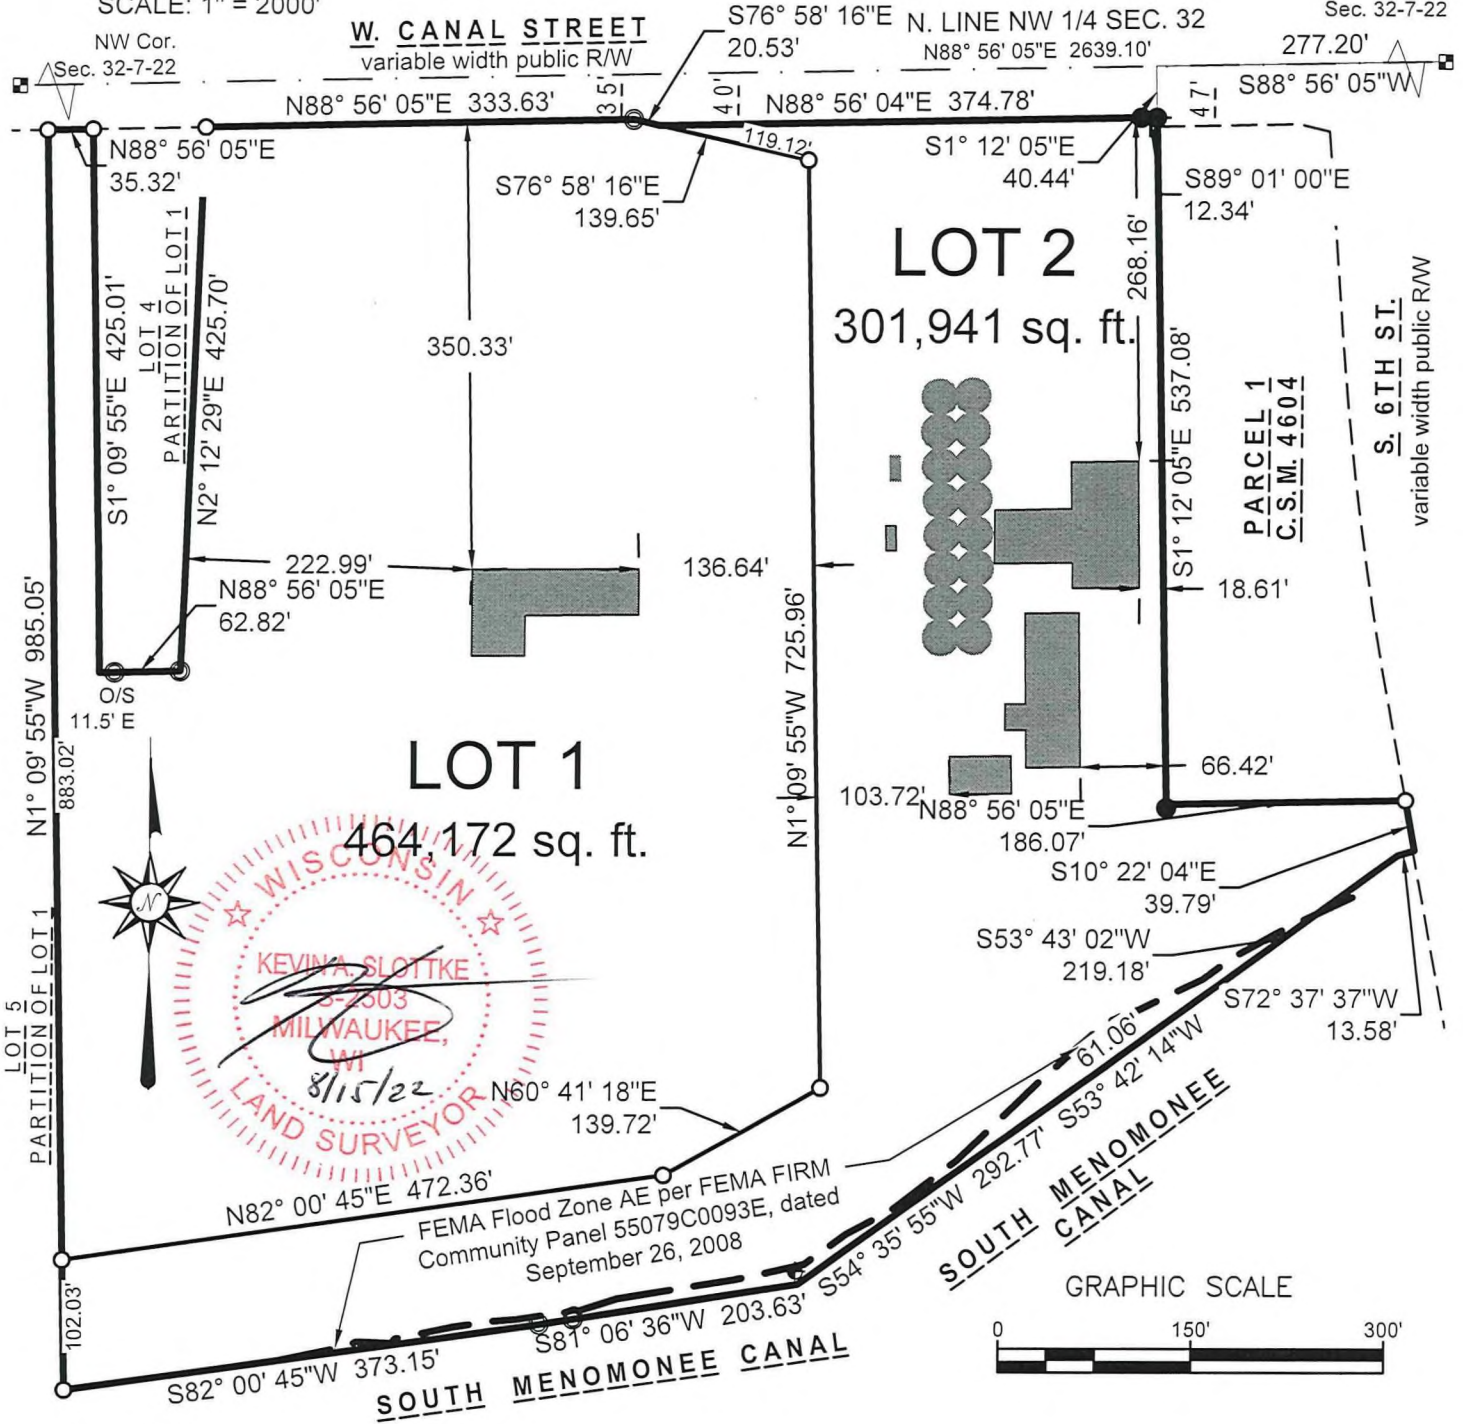 SCALE: 1" = 2000'
NW Cor.
Sec. 32-7-22
W. CANAL STREET
variable width public R/W
S76° 58' 16"E
20.53'
N. LINE NW 1/4 SEC. 32
N88° 56' 05"E 2639.10'
Sec. 32-7-22
277.20'
S88° 56' 05"W
N88° 56' 05"E 333.63'
35'
40'
N88° 56' 04"E 374.78'
47'
N88° 56' 05"E
35.32'
119.12'
S76° 58' 16"E
139.65'
S1° 12' 05"E
40.44'
S89° 01' 00"E
12.34'
LOT 2
301,941 sq. ft.
268.16'
S1° 09' 55"E 425.01'
LOT 4
PARTITION OF LOT 1
N2° 12' 29"E 425.70'
350.33'
S1° 12' 05"E 537.08'
PARCEL 1
C.S.M. 4604
S. 6TH ST.
variable width public R/W
222.99'
N88° 56' 05"E
62.82'
136.64'
18.61'
N1° 09' 55"W 985.05'
883.02'
O/S
11.5' E
N1° 09' 55"W 725.96'
LOT 1
464,172 sq. ft.
103.72'
66.42'
N88° 56' 05"E
186.07'
S10° 22' 04"E
39.79'
N
WISCONSIN
KEVIN A. SLOTTKE
S-2503
MILWAUKEE,
WI
8/15/22
LAND SURVEYOR
LOT 5
PARTITION OF LOT 1
S53° 43' 02"W
219.18'
S72° 37' 37"W
13.58'
61.06'
S53° 42' 14"W
N60° 41' 18"E
139.72'
N82° 00' 45"E 472.36'
FEMA Flood Zone AE per FEMA FIRM
Community Panel 55079C0093E, dated
September 26, 2008
S54° 35' 55"W 292.77'
SOUTH MENOMONEE
CANAL
102.03'
S82° 00' 45"W 373.15'
S81° 06' 36"W 203.63'
SOUTH MENOMONEE CANAL
GRAPHIC SCALE
0 150' 300'